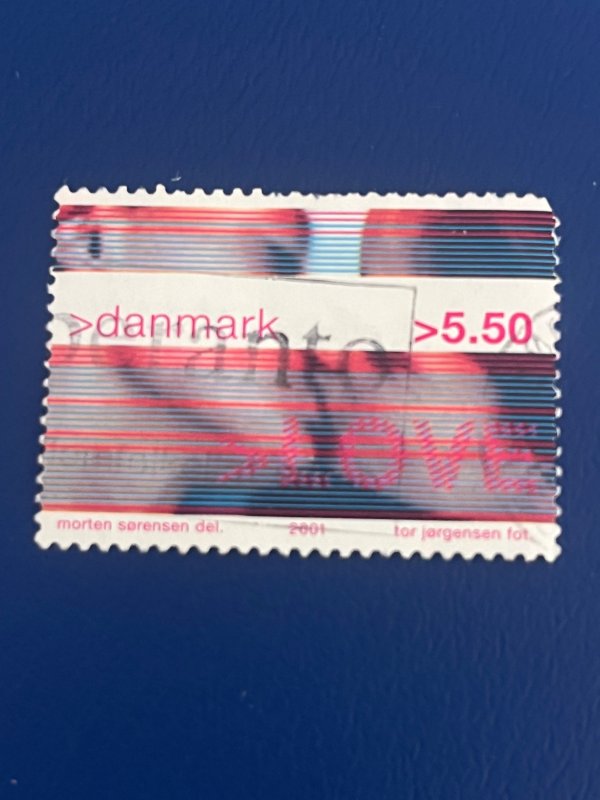 >danmark
>5.50
>LOVE
morten sørensen del.
2001
tor jørgensen fot.